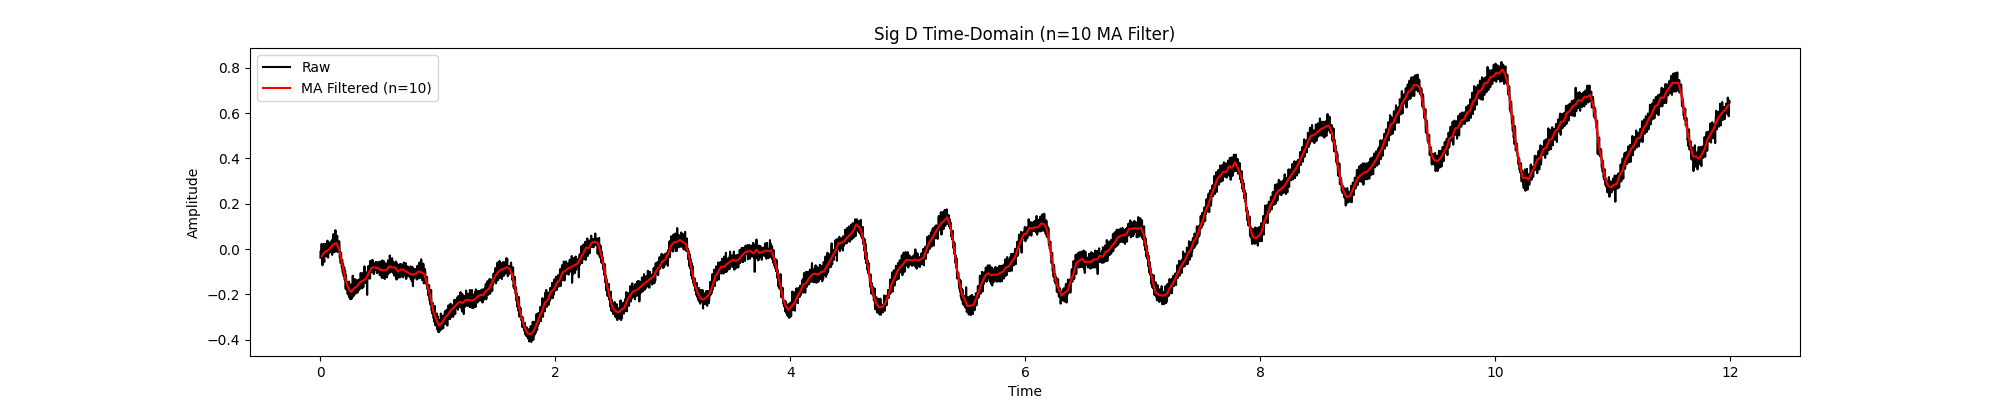 Sig D Time-Domain (n=10 MA Filter)
Raw
MA Filtered (n=10)
Amplitude
0.8
0.6
0.4
0.2
0.0
−0.2
−0.4
0 2 4 6 8 10 12
Time